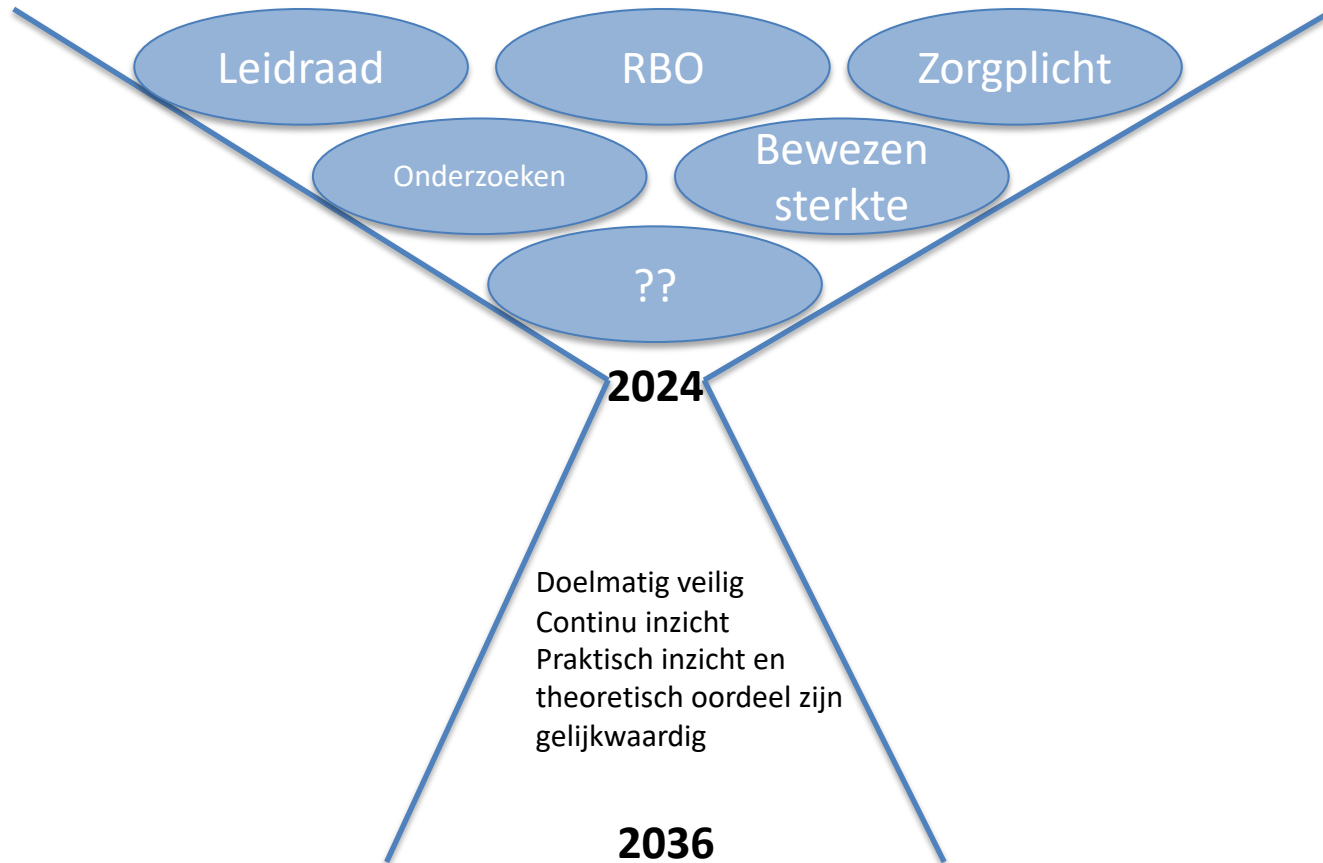 Leidraad
RBO
Zorgplicht
Onderzoeken
Bewezen
sterkte
??
2024
Doelmatig veilig
Continu inzicht
Praktisch inzicht en
theoretisch oordeel zijn
gelijkwaardig
2036